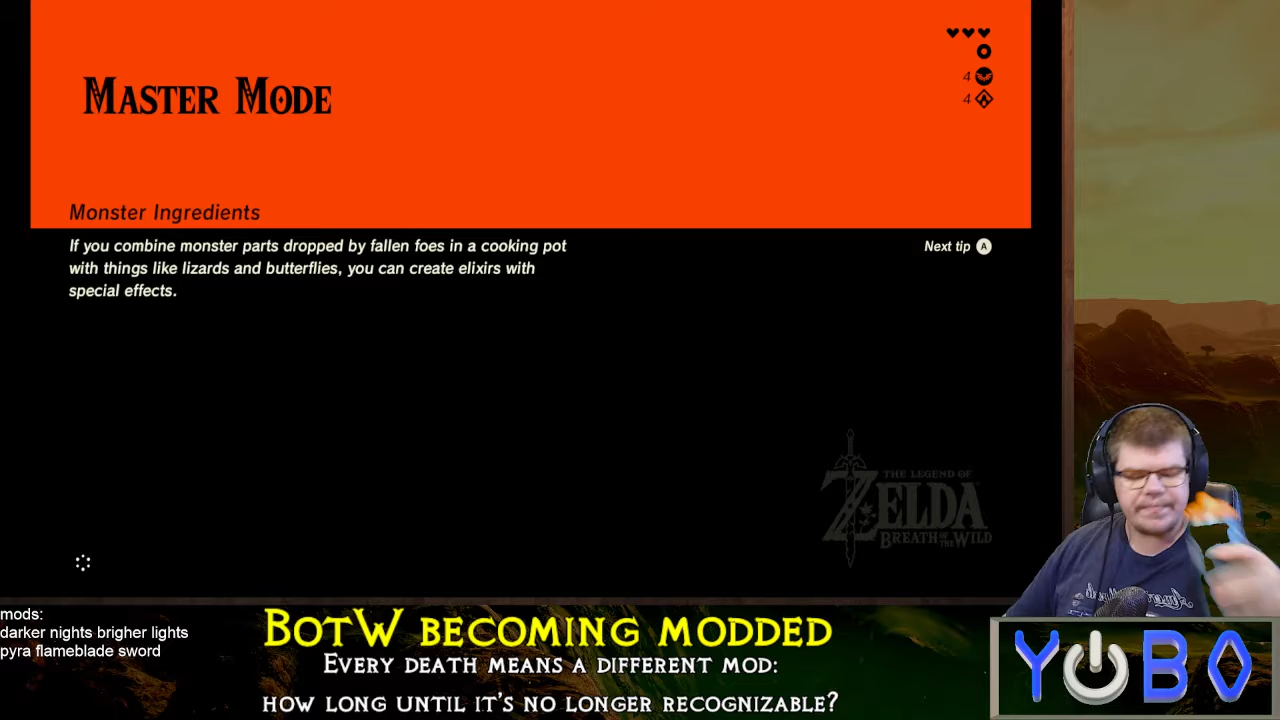 Master Mode
4
4
Monster Ingredients
If you combine monster parts dropped by fallen foes in a cooking pot
with things like lizards and butterflies, you can create elixirs with
special effects.
Next tip A
THE LEGEND OF
ZELDA
BREATH OF THE WILD
mods:
darker nights brigher lights
pyra flameblade sword
BotW becoming modded
Every death means a different mod:
how long until it's no longer recognizable?
YUBO